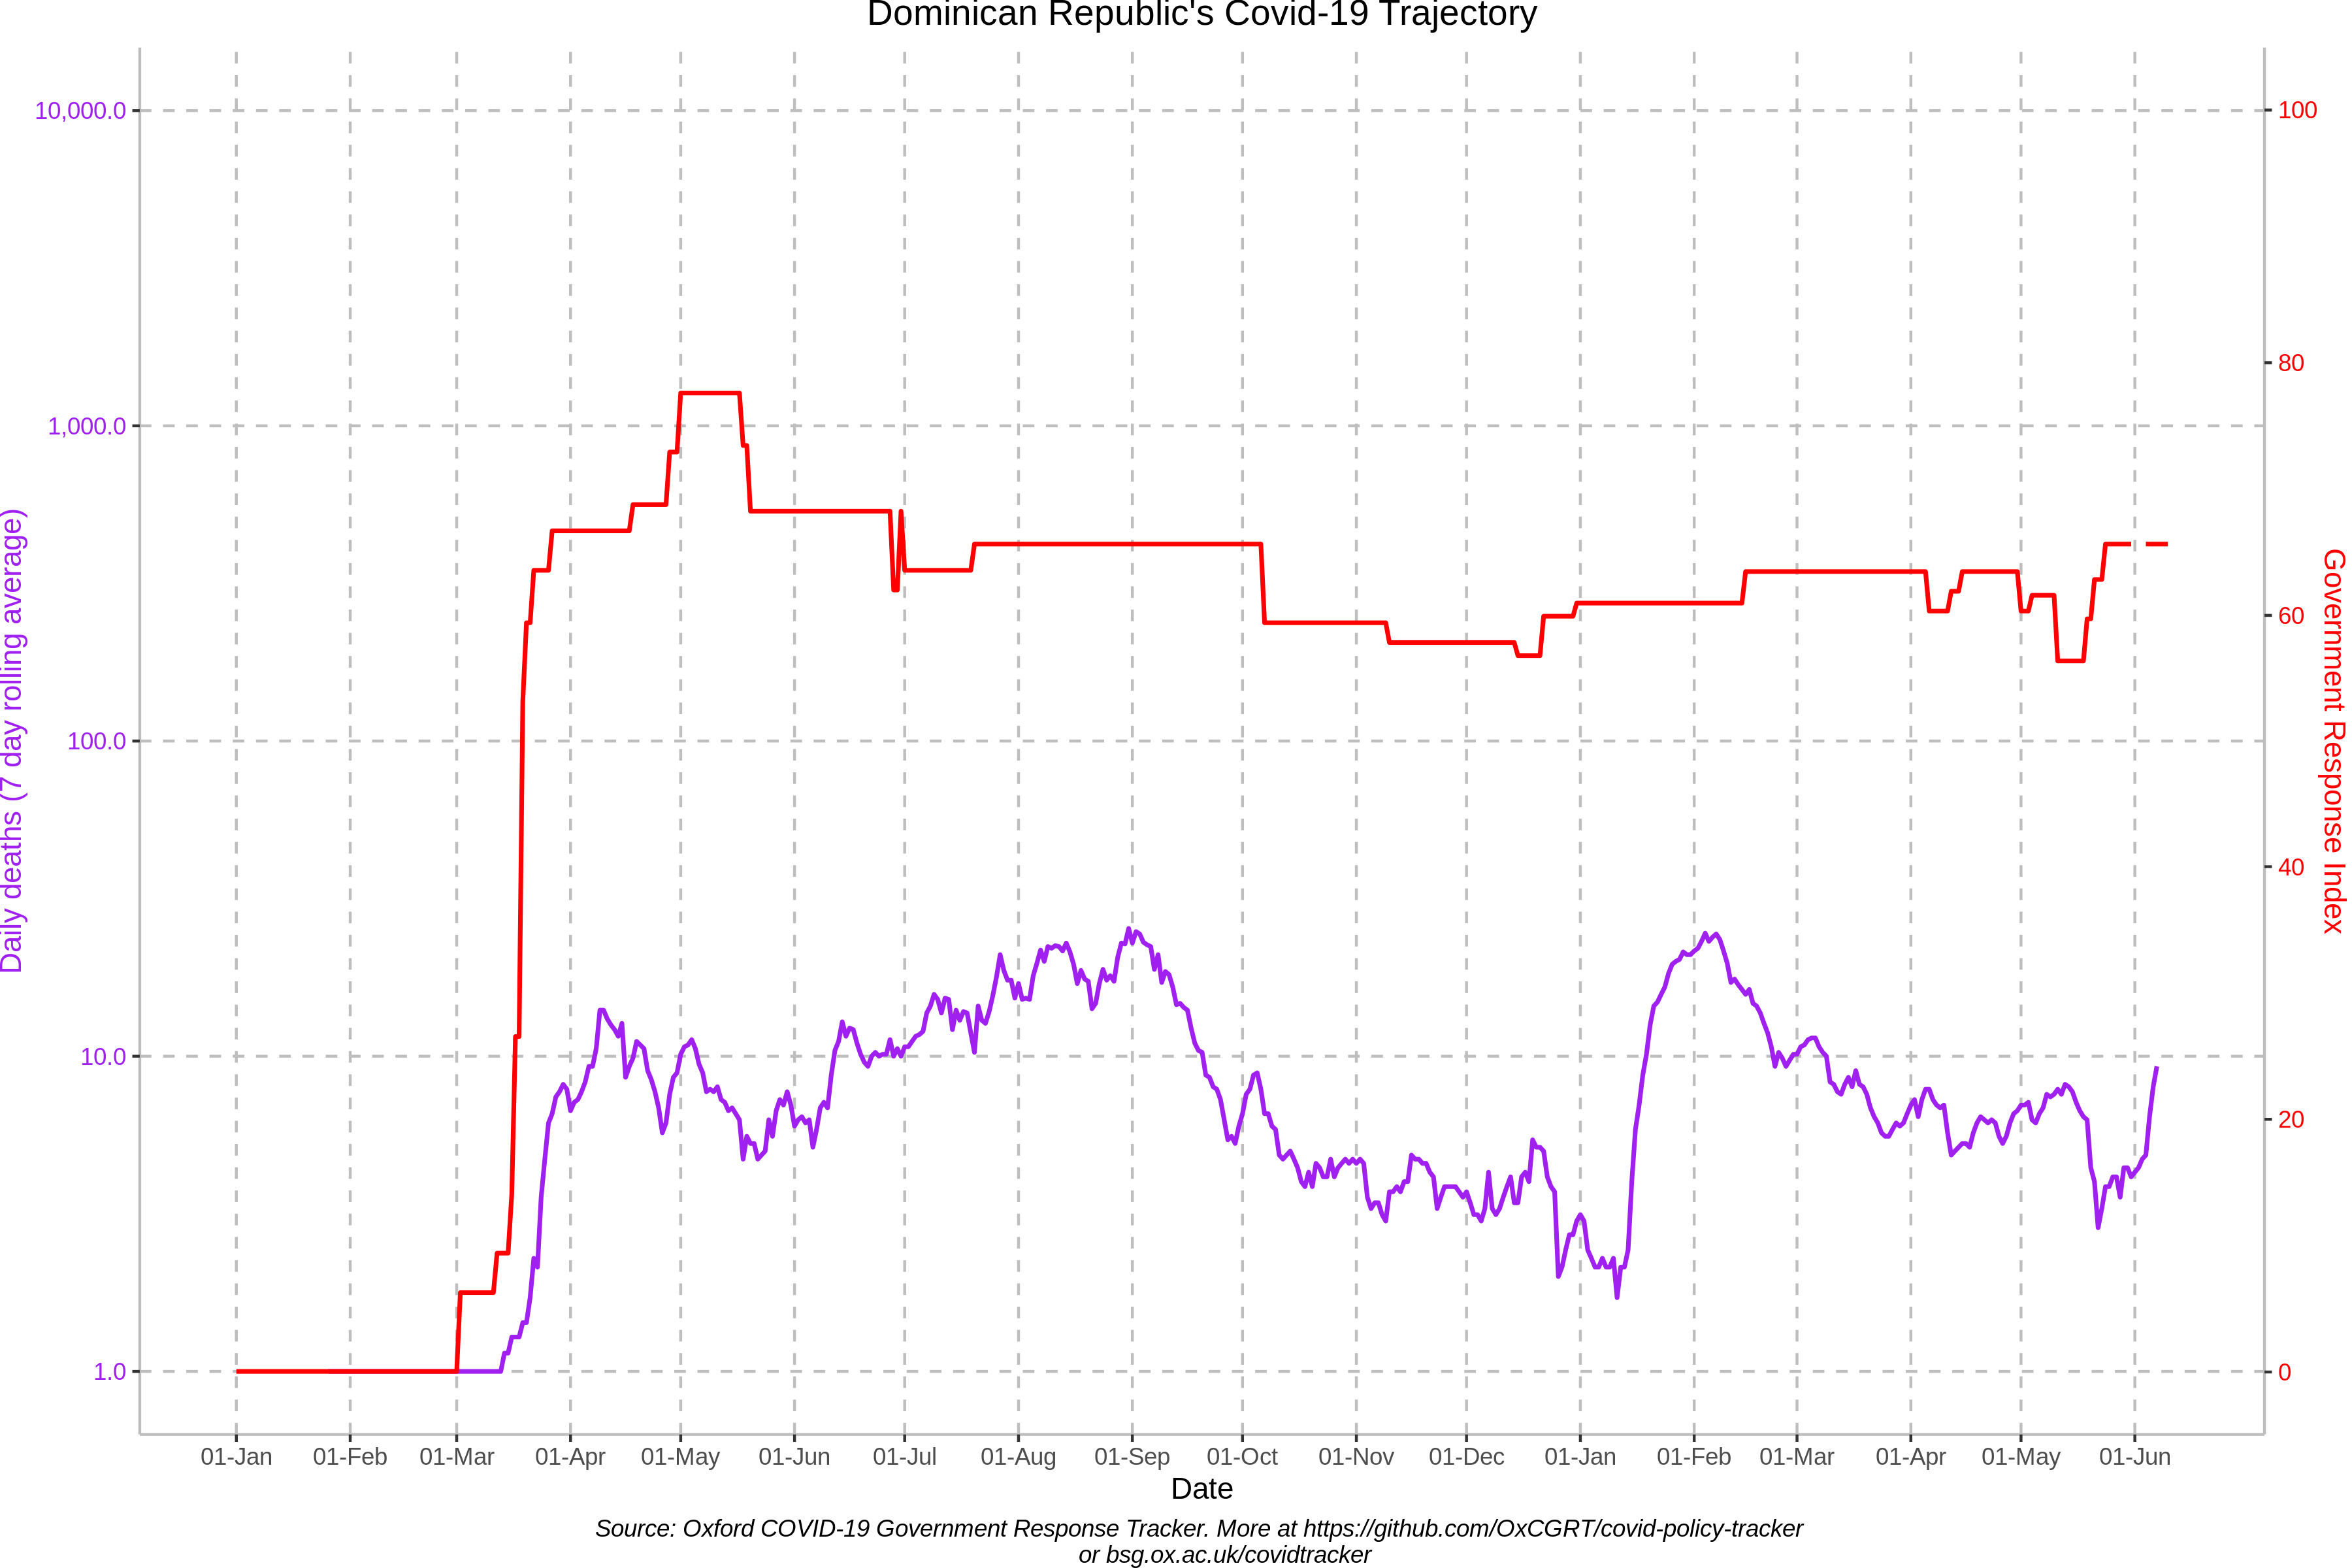 Dominican Republic's Covid-19 Trajectory
10,000.0
1,000.0
100.0
10.0
1.0
Daily deaths (7 day rolling average)
100
80
60
40
20
0
Government Response Index
01-Jan 01-Feb 01-Mar 01-Apr 01-May 01-Jun 01-Jul 01-Aug 01-Sep 01-Oct 01-Nov 01-Dec 01-Jan 01-Feb 01-Mar 01-Apr 01-May 01-Jun
Date
Source: Oxford COVID-19 Government Response Tracker. More at https://github.com/OxCGRT/covid-policy-tracker
or bsg.ox.ac.uk/covidtracker